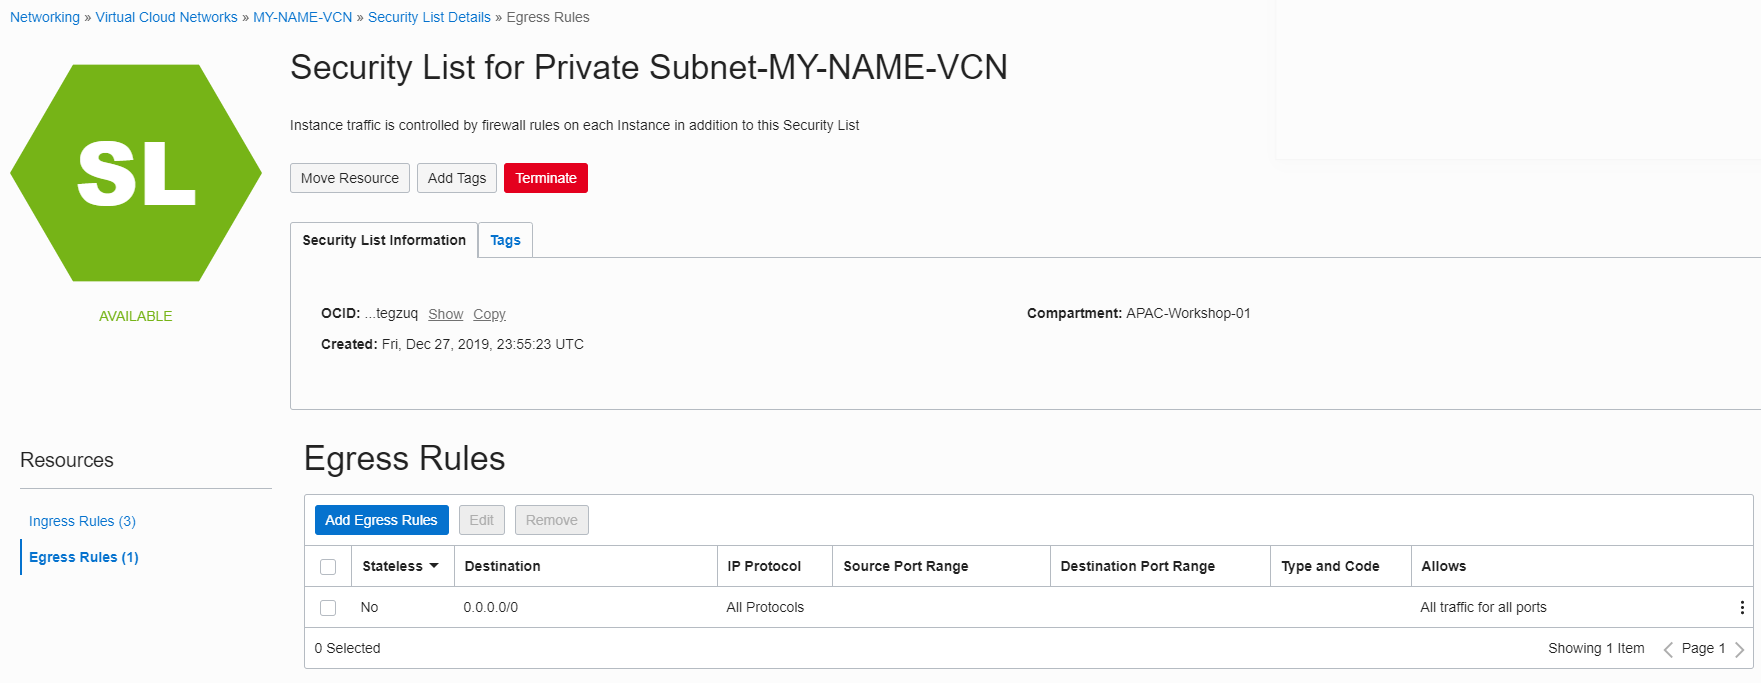 Networking » Virtual Cloud Networks » MY-NAME-VCN » Security List Details » Egress Rules
SL
AVAILABLE
Security List for Private Subnet-MY-NAME-VCN
Instance traffic is controlled by firewall rules on each Instance in addition to this Security List
Move Resource Add Tags Terminate
Security List Information Tags
OCID: ...tegzuq Show Copy
Compartment: APAC-Workshop-01
Created: Fri, Dec 27, 2019, 23:55:23 UTC
Resources
Ingress Rules (3)
Egress Rules (1)
Egress Rules
Add Egress Rules Edit Remove
Stateless Destination IP Protocol Source Port Range Destination Port Range Type and Code Allows
No 0.0.0.0/0 All Protocols All traffic for all ports
0 Selected Showing 1 Item Page 1